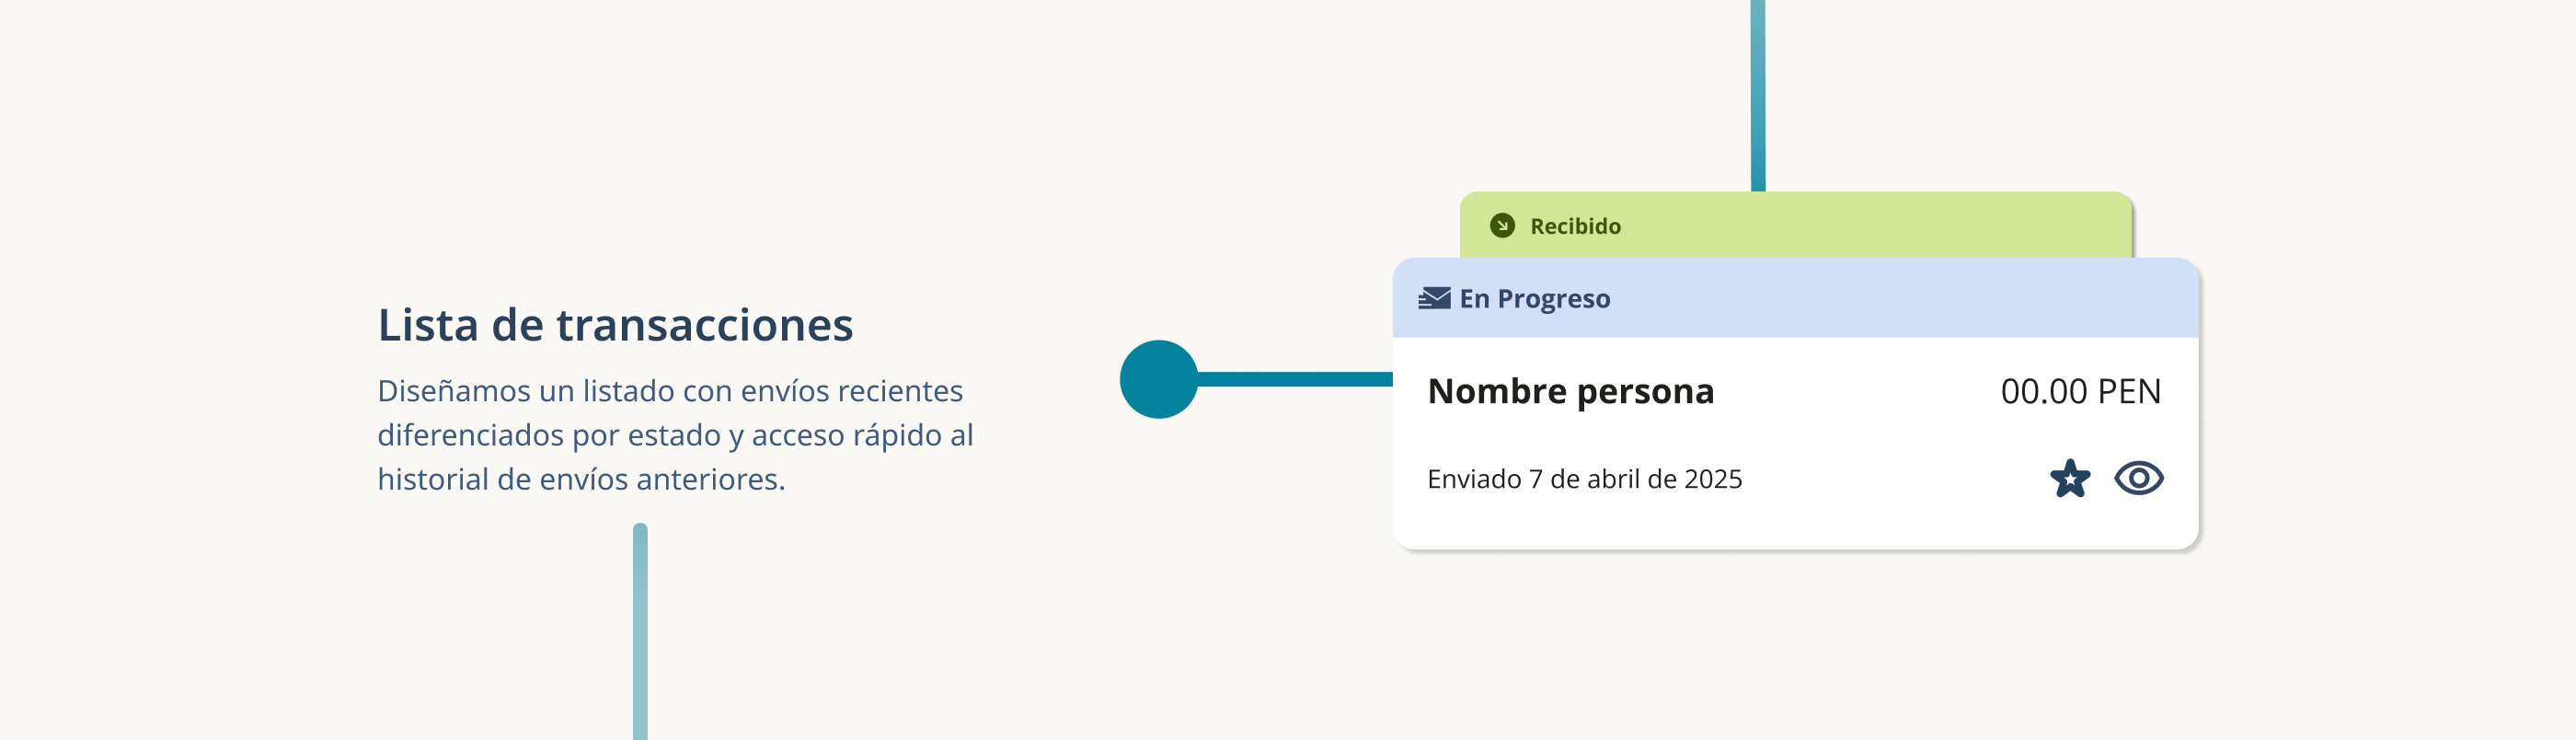 Lista de transacciones
Diseñamos un listado con envíos recientes
diferenciados por estado y acceso rápido al
historial de envíos anteriores.
Recibido
En Progreso
Nombre persona
00.00 PEN
Enviado 7 de abril de 2025